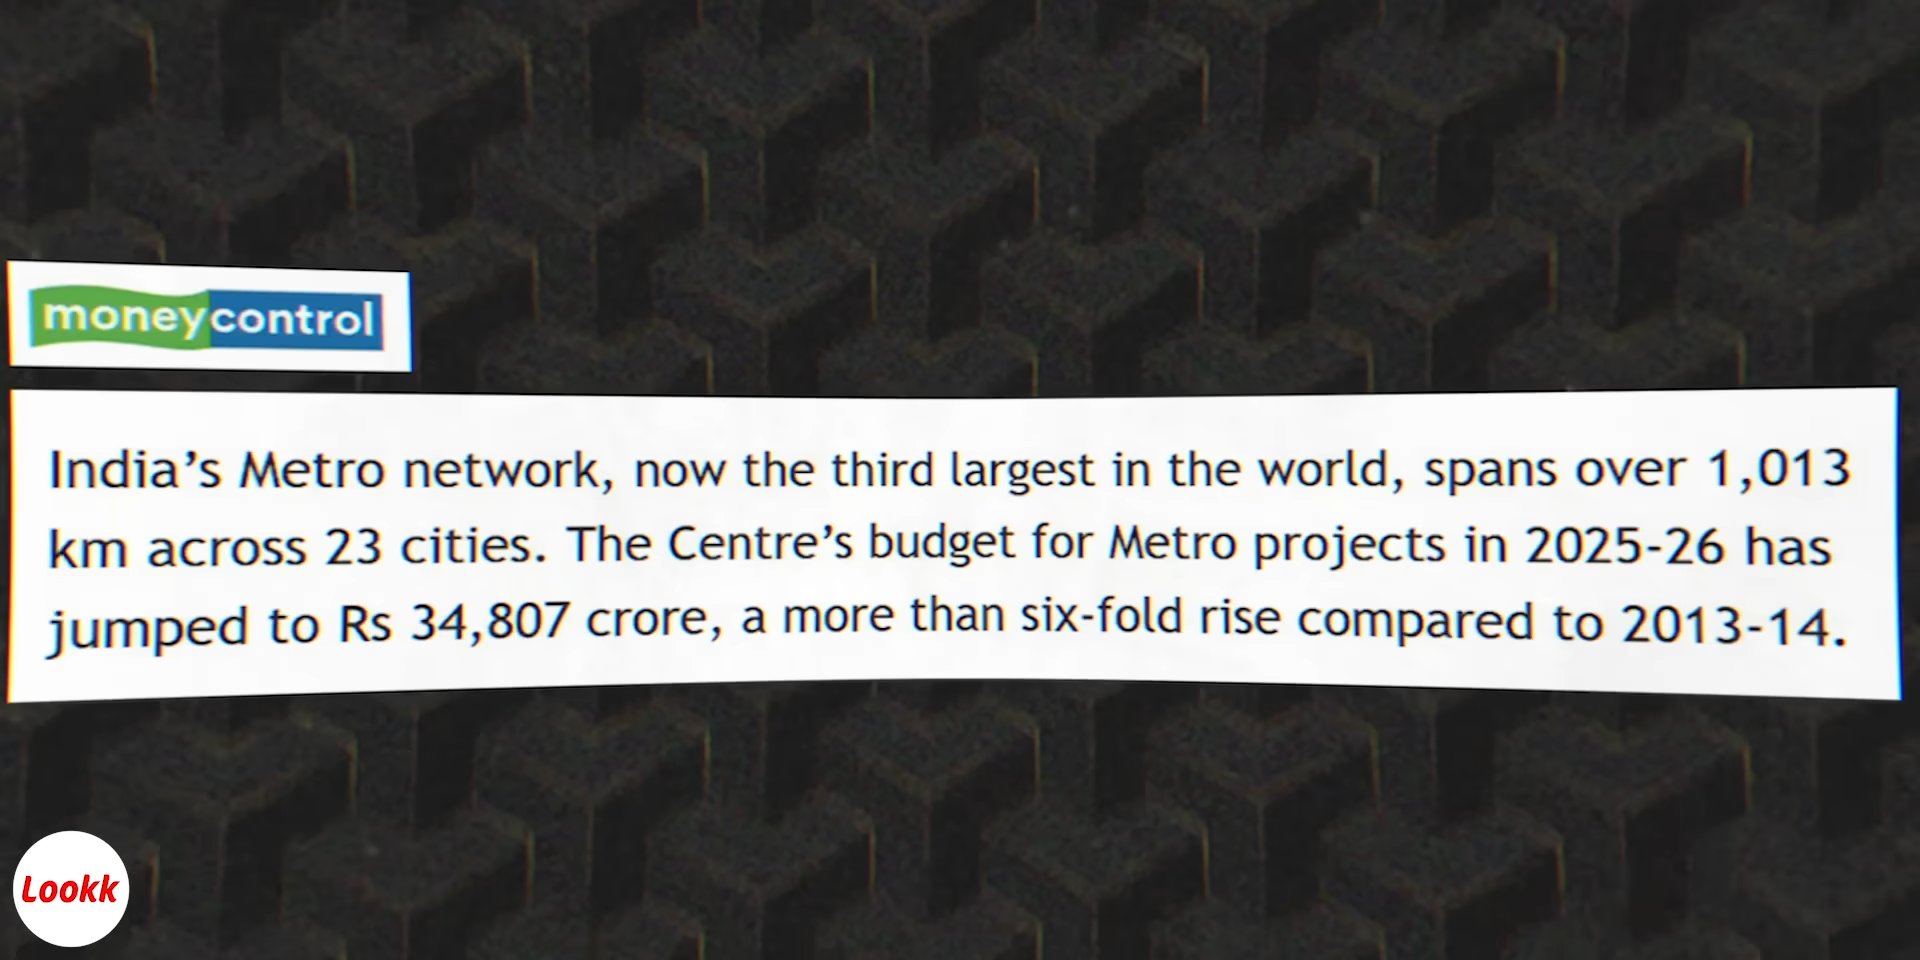 moneycontrol
India’s Metro network, now the third largest in the world, spans over 1,013
km across 23 cities. The Centre’s budget for Metro projects in 2025-26 has
jumped to Rs 34,807 crore, a more than six-fold rise compared to 2013-14.
Lookk